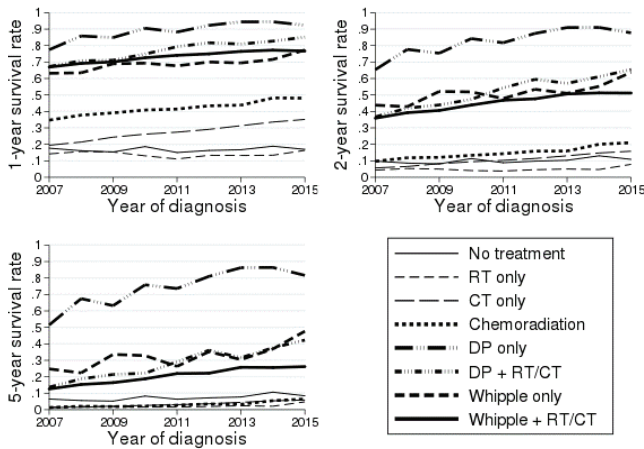 1-year survival rate
1
.9
.8
.7
.6
.5
.4
.3
.2
.1
0
2007 2009 2011 2013 2015
Year of diagnosis
2-year survival rate
1
.9
.8
.7
.6
.5
.4
.3
.2
.1
0
2007 2009 2011 2013 2015
Year of diagnosis
5-year survival rate
1
.9
.8
.7
.6
.5
.4
.3
.2
.1
0
2007 2009 2011 2013 2015
Year of diagnosis
No treatment
RT only
CT only
Chemoradiation
DP only
DP + RT/CT
Whipple only
Whipple + RT/CT